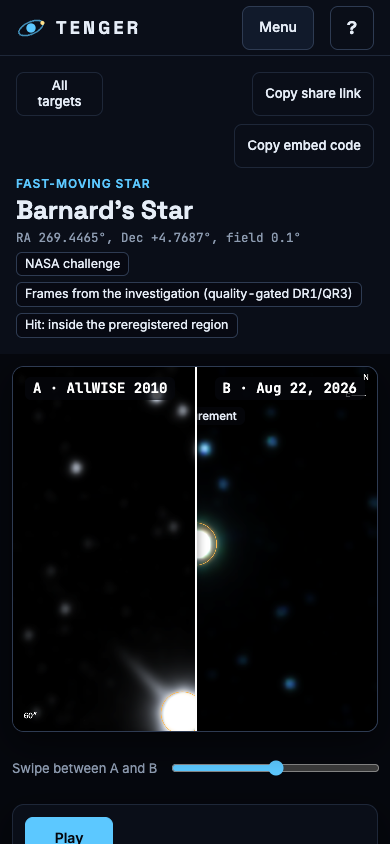 TENGER
Menu
?
All
targets
Copy share link
Copy embed code
FAST-MOVING STAR
Barnard's Star
RA 269.4465°, Dec +4.7687°, field 0.1°
NASA challenge
Frames from the investigation (quality-gated DR1/QR3)
Hit: inside the preregistered region
A · AllWISE 2010
B · Aug 22, 2026
N
rement
60″
Swipe between A and B
Play